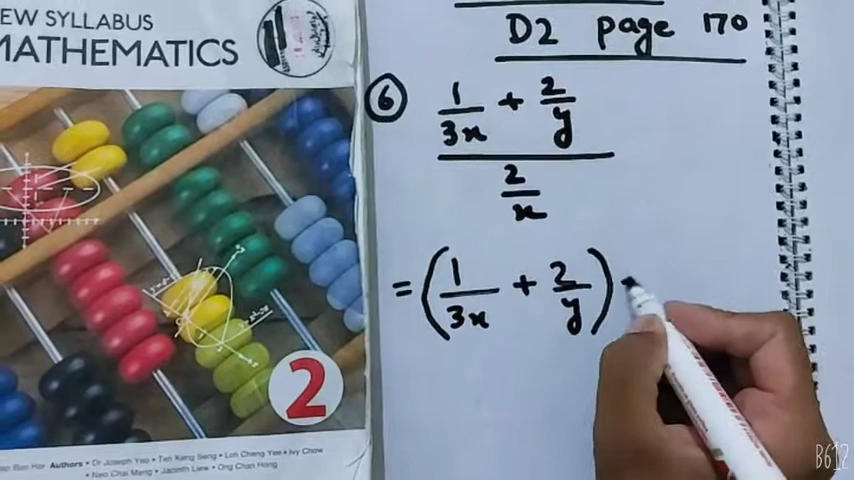 EW SYLLABUS
MATHEMATICS
2
Authors • Dr Joseph Yeo • Teh Keng Seng • Loh Cheng Yee • Ivy Chow
• Neo Chai Meng • Jacinth Liew • Ong Chan Hong
D2 page 170
6
1/3x + 2/y
2/x
= (1/3x + 2/y)
B612